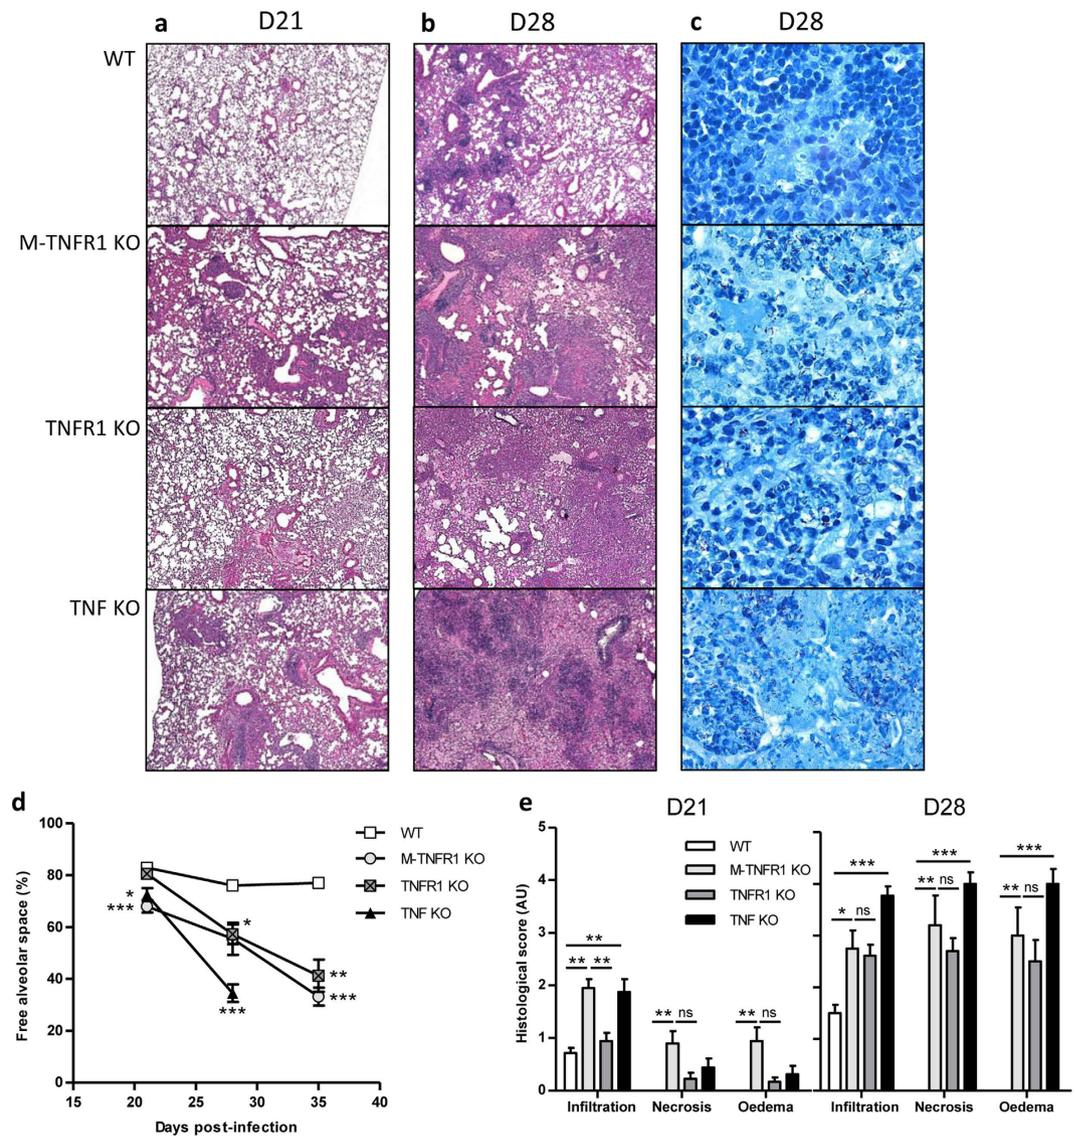 a D21 b D28 c D28
WT
M-TNFR1 KO
TNFR1 KO
TNF KO
d
Free alveolar space (%)
100
80
60
40
20
0
15 20 25 30 35 40
Days post-infection
*
***
*
***
**
***
WT
M-TNFR1 KO
TNFR1 KO
TNF KO
e D21 D28
Histological score (AU)
5
4
3
2
1
0
WT
M-TNFR1 KO
TNFR1 KO
TNF KO
**
** **
** ns
** ns
***
* ns
***
** ns
***
** ns
Infiltration Necrosis Oedema
Infiltration Necrosis Oedema